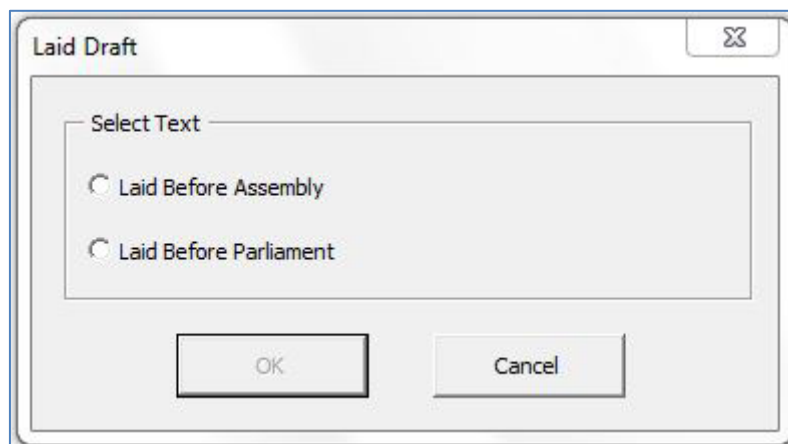 Laid Draft
Select Text
Laid Before Assembly
Laid Before Parliament
OK
Cancel